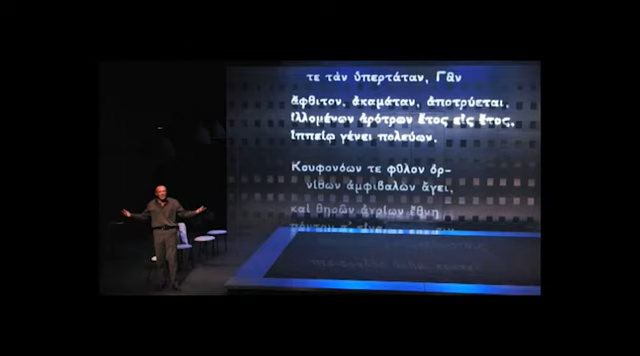 τε τὰν ὑπερτάταν, Γᾶν
ἄφθιτον, ἀκαμάταν, ἀποτρύεται,
ἰλλομένων ἀρότρων ἔτος εἰς ἔτος,
ἱππείῳ γένει πολεύων.
Κουφονόων τε φῦλον ὀρ-
νίθων ἀμφιβαλὼν ἄγει,
καὶ θηρῶν ἀγρίων ἔθνη